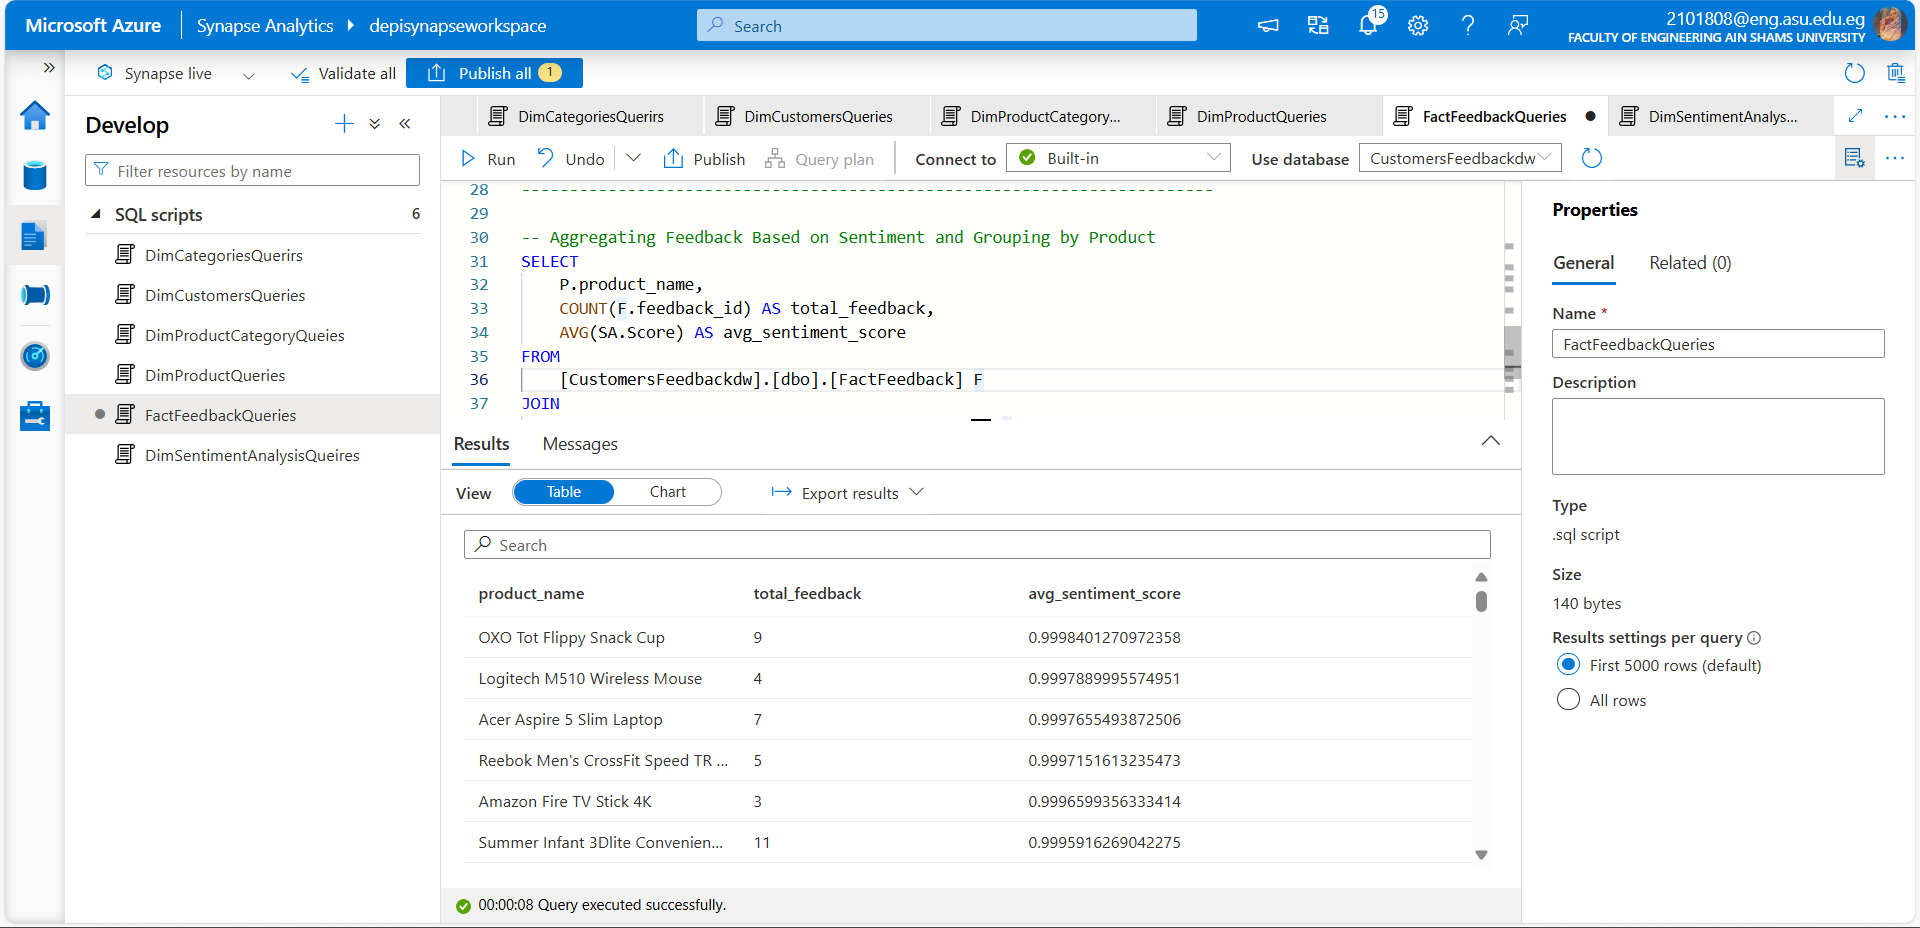 Microsoft Azure
Synapse Analytics
depisynapseworkspace
Search
15
2101808@eng.asu.edu.eg
FACULTY OF ENGINEERING AIN SHAMS UNIVERSITY
Synapse live
Validate all
Publish all 1
Develop
Filter resources by name
SQL scripts 6
DimCategoriesQuerirs
DimCustomersQueries
DimProductCategoryQueies
DimProductQueries
FactFeedbackQueries
DimSentimentAnalysisQueires
DimCategoriesQuerirs
DimCustomersQueries
DimProductCategory...
DimProductQueries
FactFeedbackQueries
DimSentimentAnalys...
Run
Undo
Publish
Query plan
Connect to
Built-in
Use database
CustomersFeedbackdw
28 ------------------------------------------------------------------------
29
30 -- Aggregating Feedback Based on Sentiment and Grouping by Product
31 SELECT
32 P.product_name,
33 COUNT(F.feedback_id) AS total_feedback,
34 AVG(SA.Score) AS avg_sentiment_score
35 FROM
36 [CustomersFeedbackdw].[dbo].[FactFeedback] F
37 JOIN
Results
Messages
View
Table
Chart
Export results
Search
product_name total_feedback avg_sentiment_score
OXO Tot Flippy Snack Cup 9 0.9998401270972358
Logitech M510 Wireless Mouse 4 0.9997889995574951
Acer Aspire 5 Slim Laptop 7 0.9997655493872506
Reebok Men's CrossFit Speed TR ... 5 0.9997151613235473
Amazon Fire TV Stick 4K 3 0.9996599356333414
Summer Infant 3Dlite Convenien... 11 0.9995916269042275
00:00:08 Query executed successfully.
Properties
General
Related (0)
Name *
FactFeedbackQueries
Description
Type
.sql script
Size
140 bytes
Results settings per query
First 5000 rows (default)
All rows